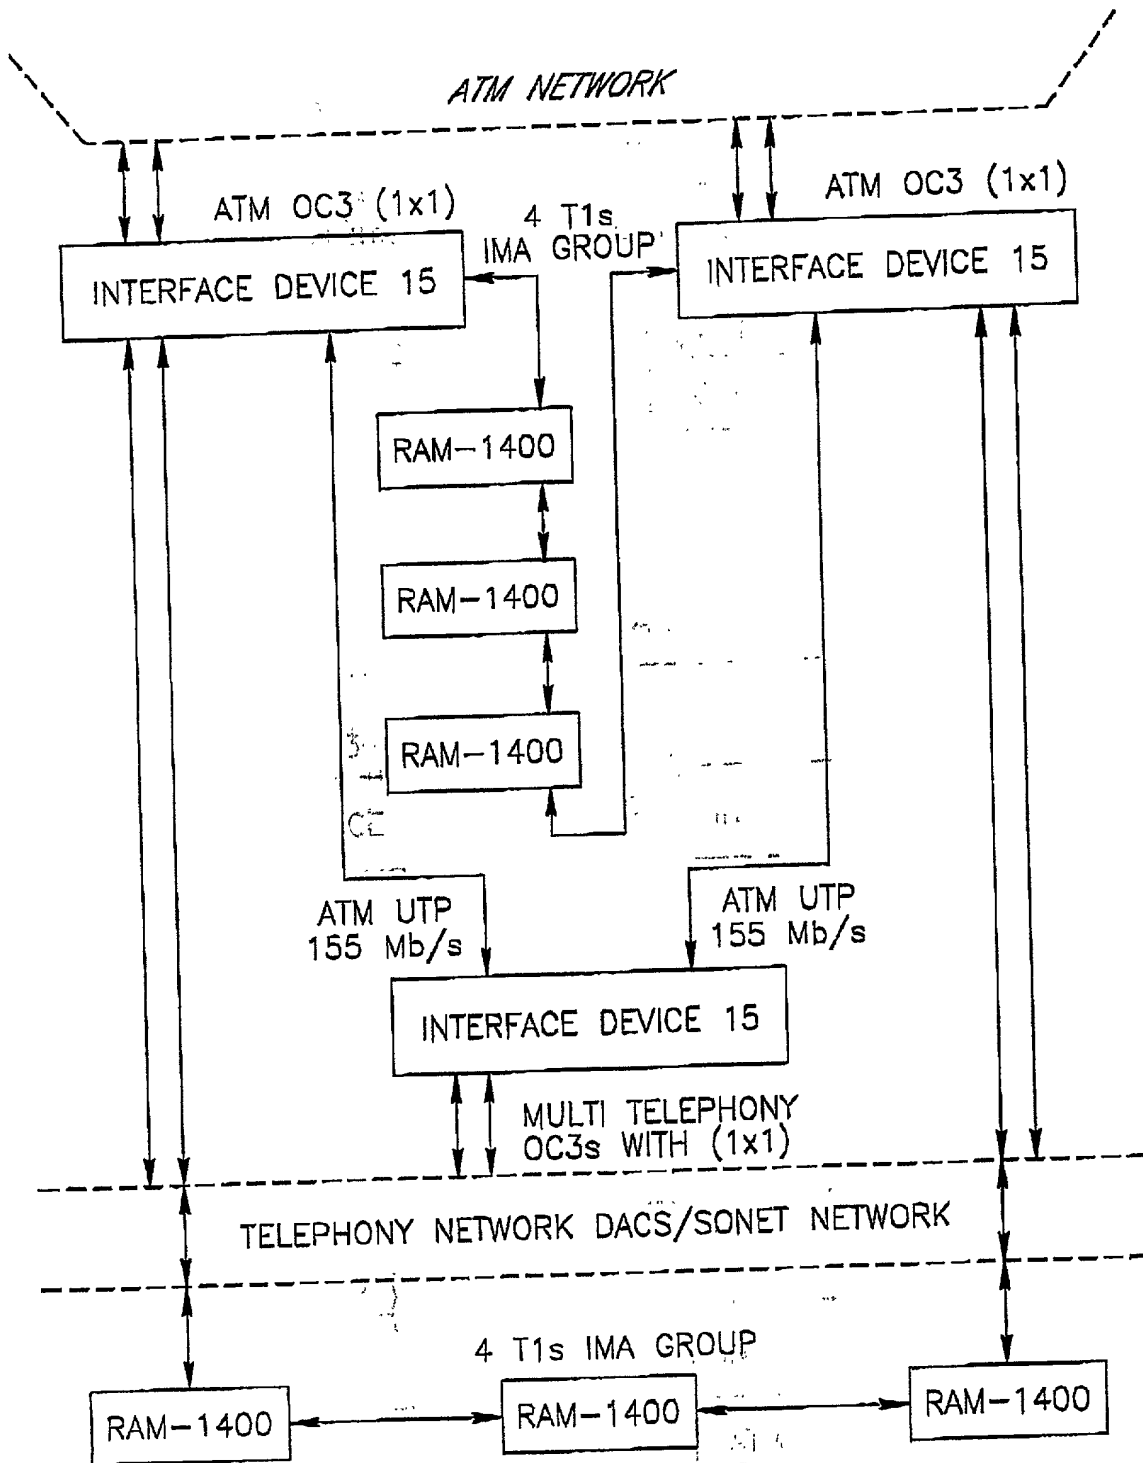 ATM NETWORK
ATM OC3 (1x1)
4 T1s
IMA GROUP
ATM OC3 (1x1)
INTERFACE DEVICE 15
INTERFACE DEVICE 15
RAM-1400
RAM-1400
RAM-1400
ATM UTP
155 Mb/s
ATM UTP
155 Mb/s
INTERFACE DEVICE 15
MULTI TELEPHONY
OC3s WITH (1x1)
TELEPHONY NETWORK DACS/SONET NETWORK
4 T1s IMA GROUP
RAM-1400
RAM-1400
RAM-1400